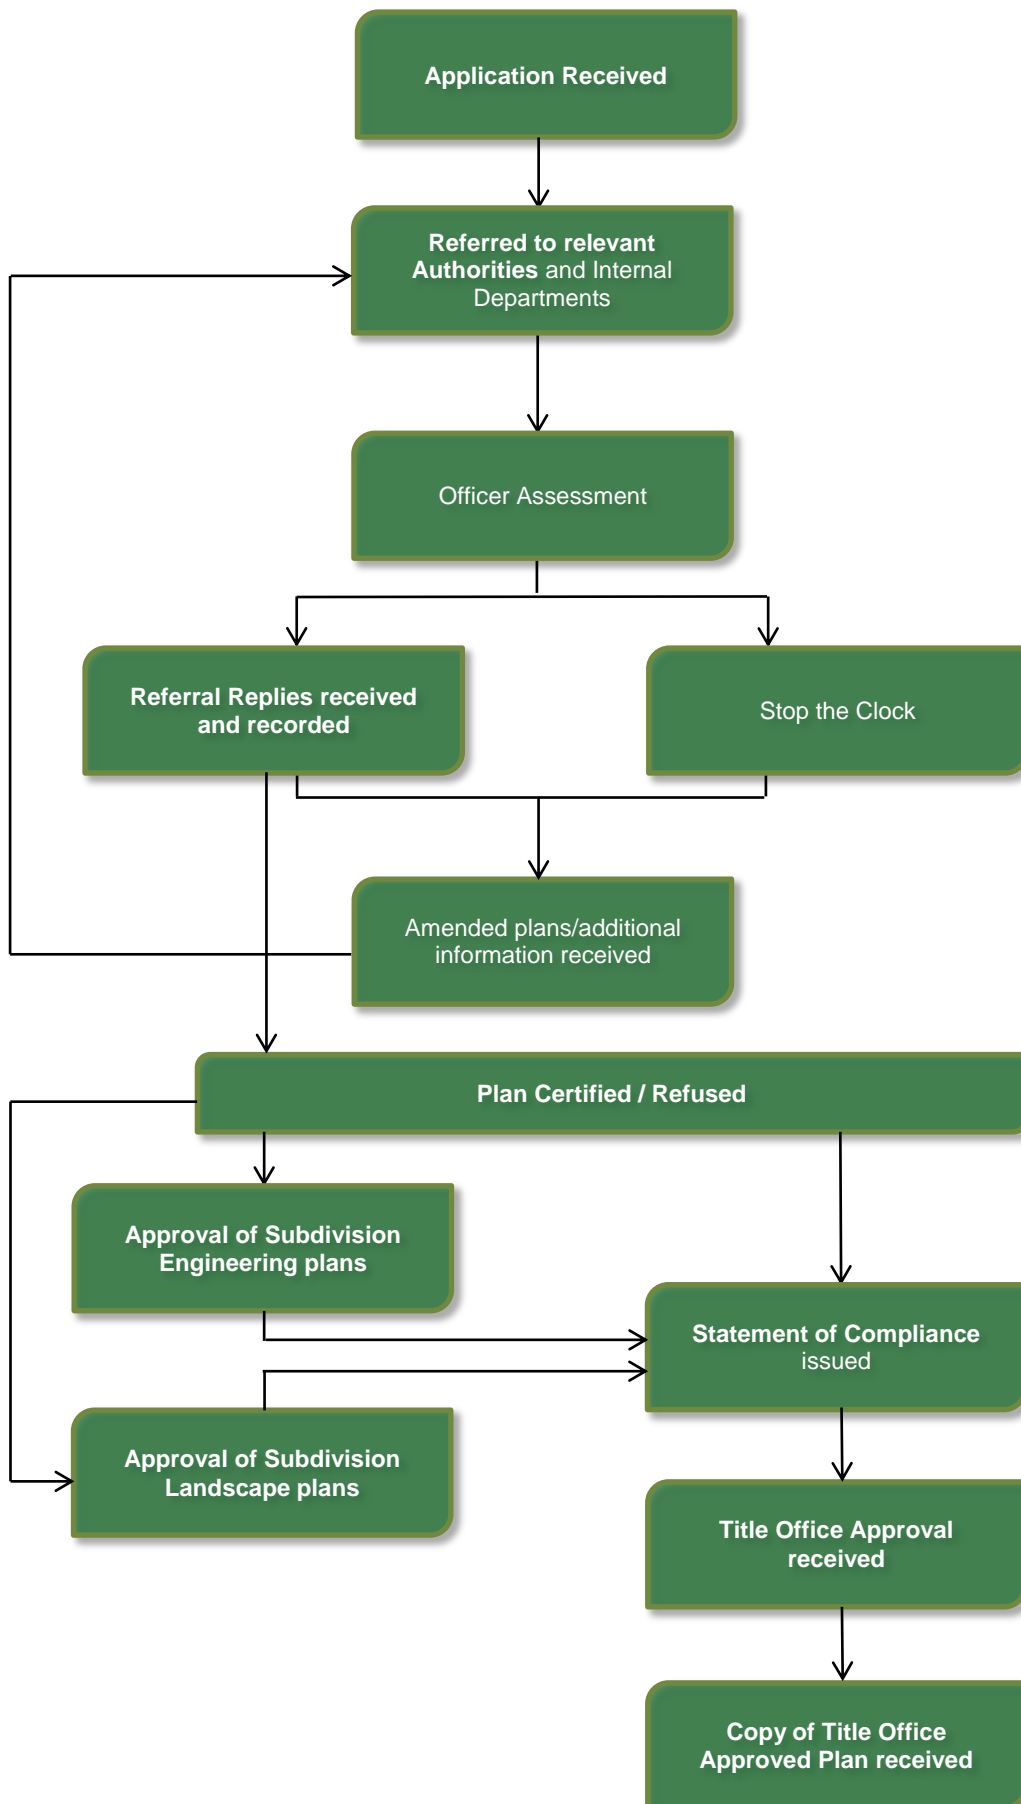 Application Received
Referred to relevant
Authorities and Internal
Departments
Officer Assessment
Referral Replies received
and recorded
Stop the Clock
Amended plans/additional
information received
Plan Certified / Refused
Approval of Subdivision
Engineering plans
Statement of Compliance
issued
Approval of Subdivision
Landscape plans
Title Office Approval
received
Copy of Title Office
Approved Plan received